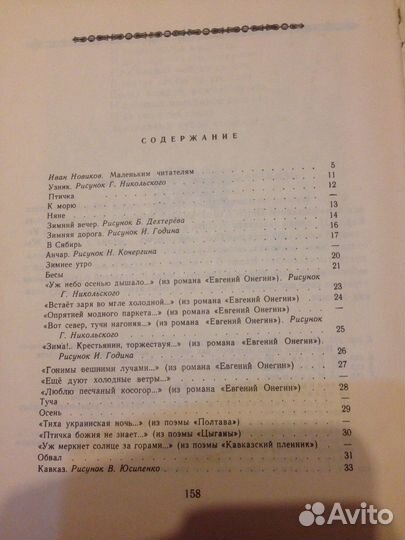 СОДЕРЖАНИЕ
Иван Новиков. Маленьким читателям 5
Узник. Рисунок Г. Никольского 11
Птичка 12
К морю —
Няне 13
Зимний вечер. Рисунок Б. Дехтерёва 14
Зимняя дорога. Рисунок И. Година 16
В Сибирь 17
Анчар. Рисунок Н. Кочергина —
Зимнее утро 20
Бесы 21
«Уж небо осенью дышало...» (из романа «Евгений Онегин»). Рисунок
Г. Никольского 23
«Встаёт заря во мгле холодной...» (из романа «Евгений Онегин») 24
«Опрятней модного паркета...» (из романа «Евгений Онегин») —
«Вот север, тучи нагоняя...» (из романа «Евгений Онегин»). Рисунок
Г. Никольского 25
«Зима!.. Крестьянин, торжествуя...» (из романа «Евгений Онегин»).
Рисунок И. Година 26
«Гонимы вешними лучами...» (из романа «Евгений Онегин») 27
«Ещё дуют холодные ветры...» —
«Люблю песчаный косогор...» (из романа «Евгений Онегин») 28
Туча —
Осень 29
«Тиха украинская ночь...» (из поэмы «Полтава») —
«Птичка божия не знает...» (из поэмы «Цыганы») 30
«Уж меркнет солнце за горами...» (из поэмы «Кавказский пленник») —
Обвал 31
Кавказ. Рисунок В. Юсипенко 33
158
Avito